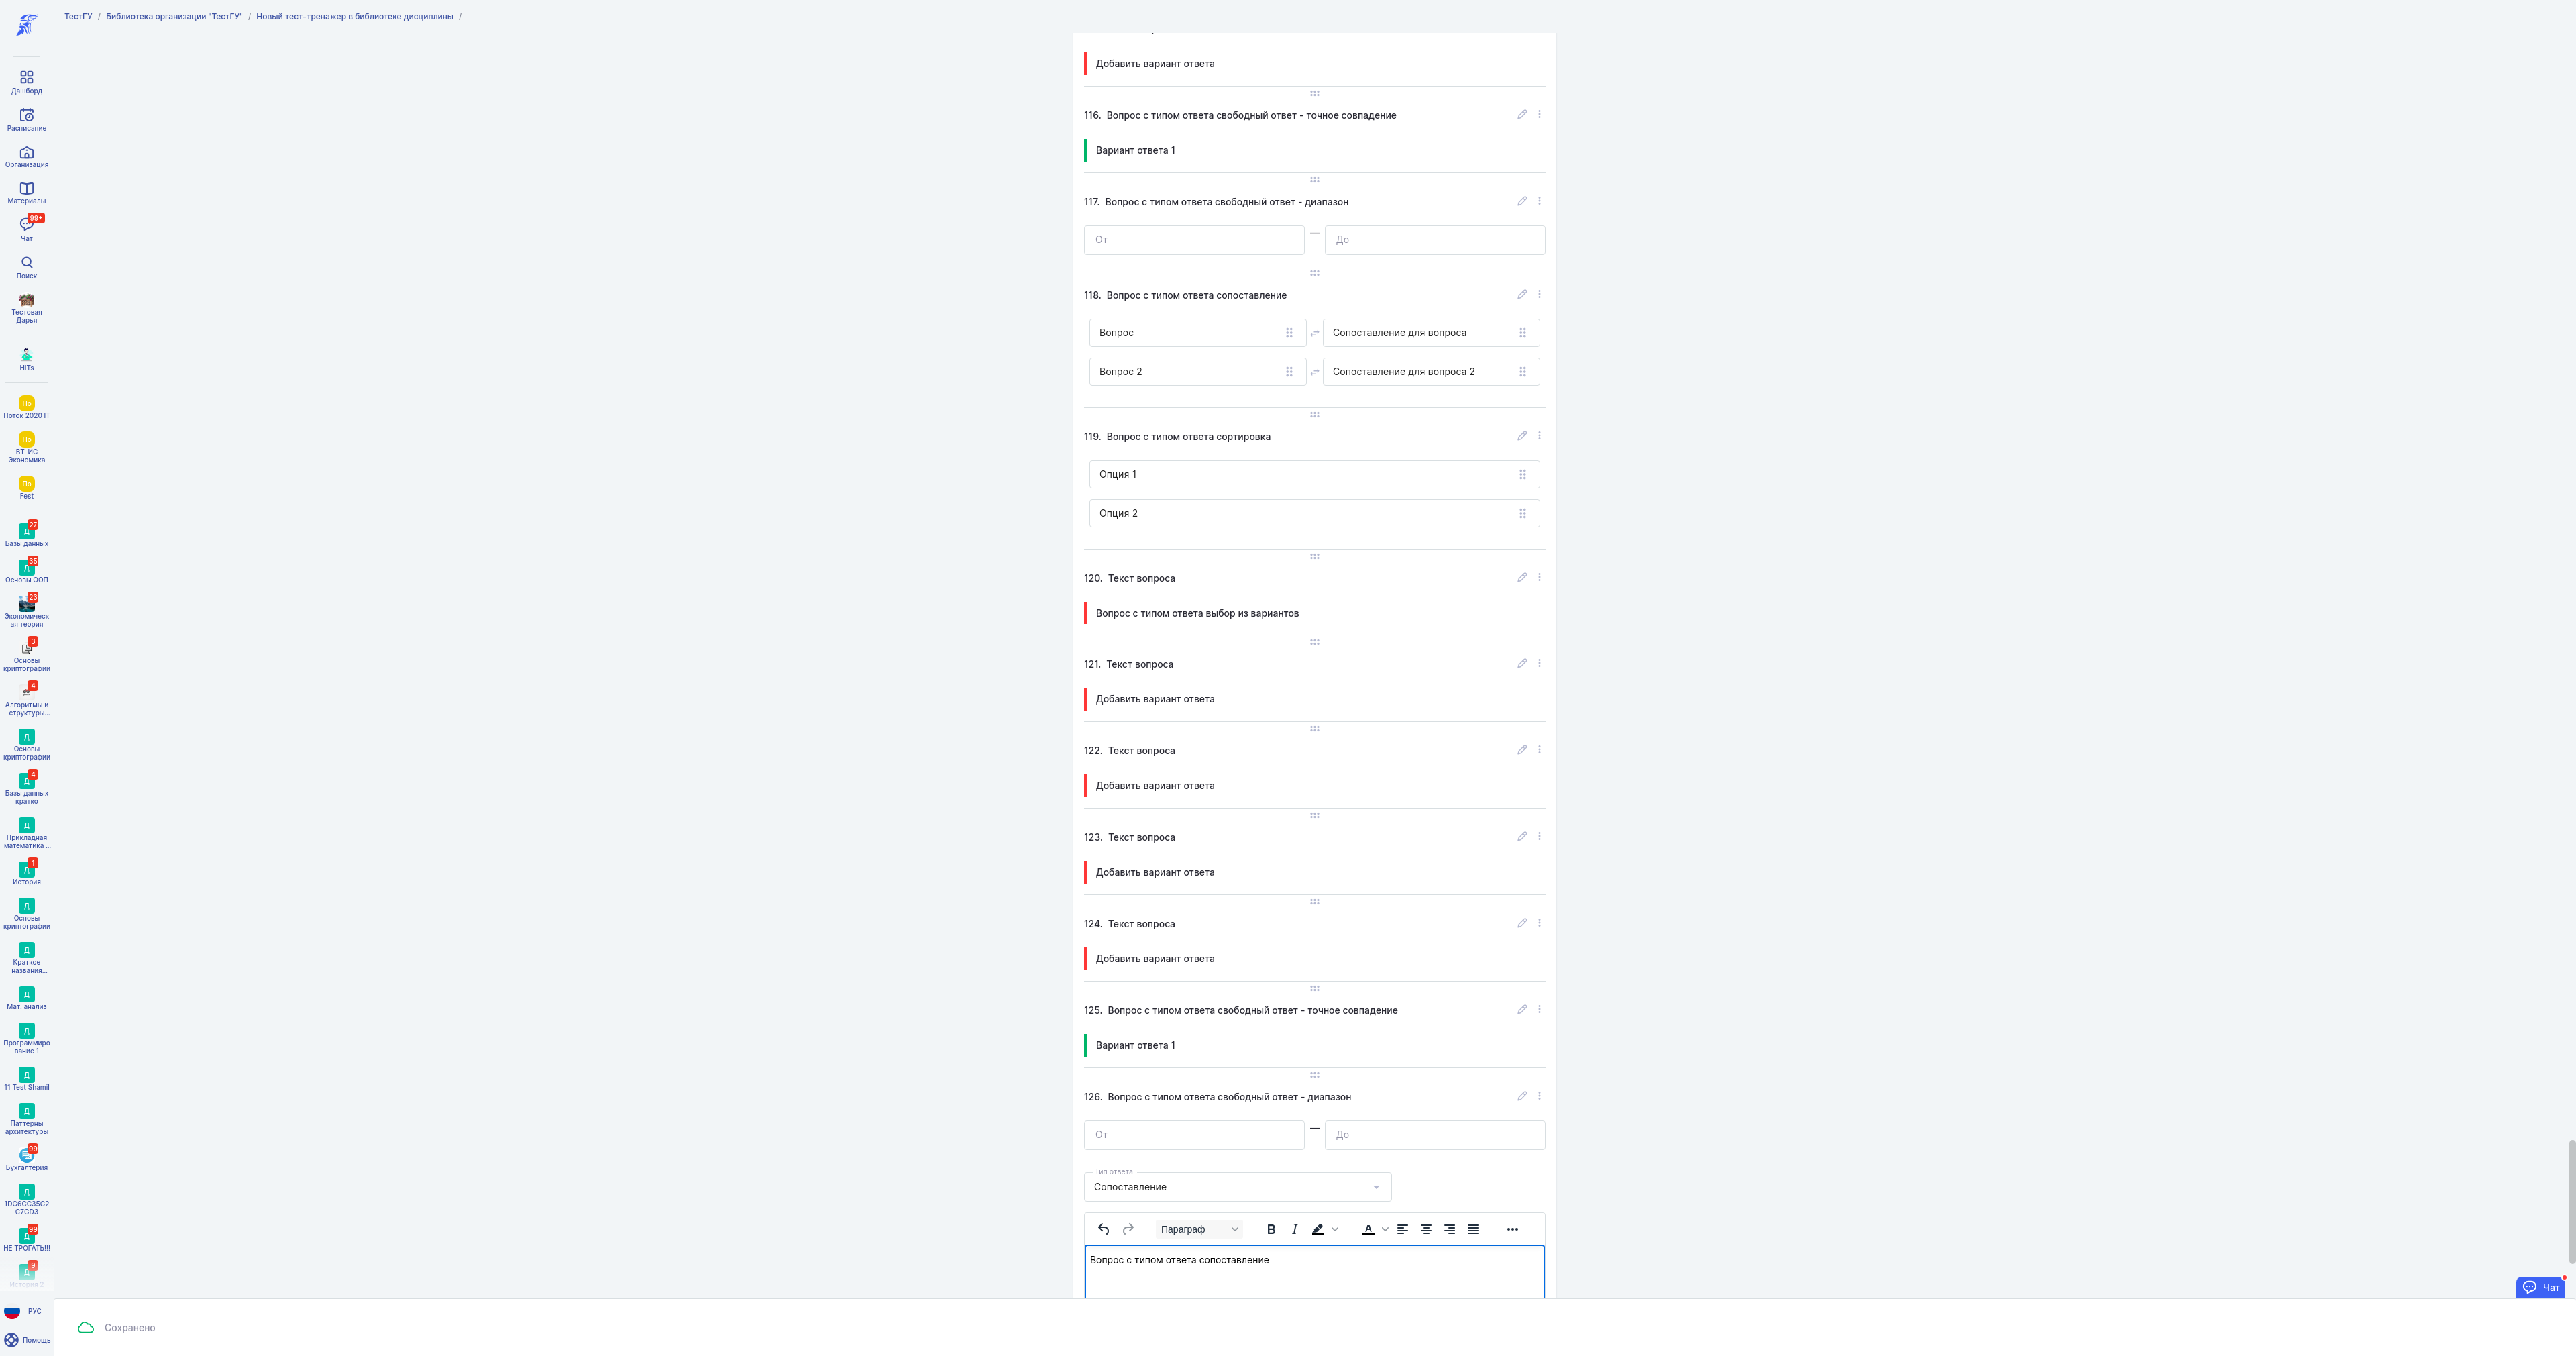 ТестГУ / Библиотека организации "ТестГУ" / Новый тест-тренажер в библиотеке дисциплины /
Дашборд
Расписание
Организация
Материалы
99+
Чат
Поиск
Тестовая
Дарья
HITs
По
Поток 2020 IT
По
ВТ-ИС
Экономика
По
Fest
27
Д
Базы данных
35
Д
Основы ООП
23
Экономическ
ая теория
3
Основы
криптографии
4
Алгоритмы и
структуры...
Д
Основы
криптографии
4
Д
Базы данных
кратко
Д
Прикладная
математика ...
1
Д
История
Д
Основы
криптографии
Д
Краткое
названия...
Д
Мат. анализ
Д
Программиро
вание 1
Д
11 Test Shamil
Д
Паттерны
архитектуры
99
Бухгалтерия
Д
1DG6CC35G2
C7GD3
99
Д
НЕ ТРОГАТЬ!!!
9
Д
История 2
РУС
Помощь
Добавить вариант ответа
116. Вопрос с типом ответа свободный ответ - точное совпадение
Вариант ответа 1
117. Вопрос с типом ответа свободный ответ - диапазон
От — До
118. Вопрос с типом ответа сопоставление
Вопрос Сопоставление для вопроса
Вопрос 2 Сопоставление для вопроса 2
119. Вопрос с типом ответа сортировка
Опция 1
Опция 2
120. Текст вопроса
Вопрос с типом ответа выбор из вариантов
121. Текст вопроса
Добавить вариант ответа
122. Текст вопроса
Добавить вариант ответа
123. Текст вопроса
Добавить вариант ответа
124. Текст вопроса
Добавить вариант ответа
125. Вопрос с типом ответа свободный ответ - точное совпадение
Вариант ответа 1
126. Вопрос с типом ответа свободный ответ - диапазон
От — До
Тип ответа
Сопоставление
Параграф B I A
Вопрос с типом ответа сопоставление
Чат
Сохранено